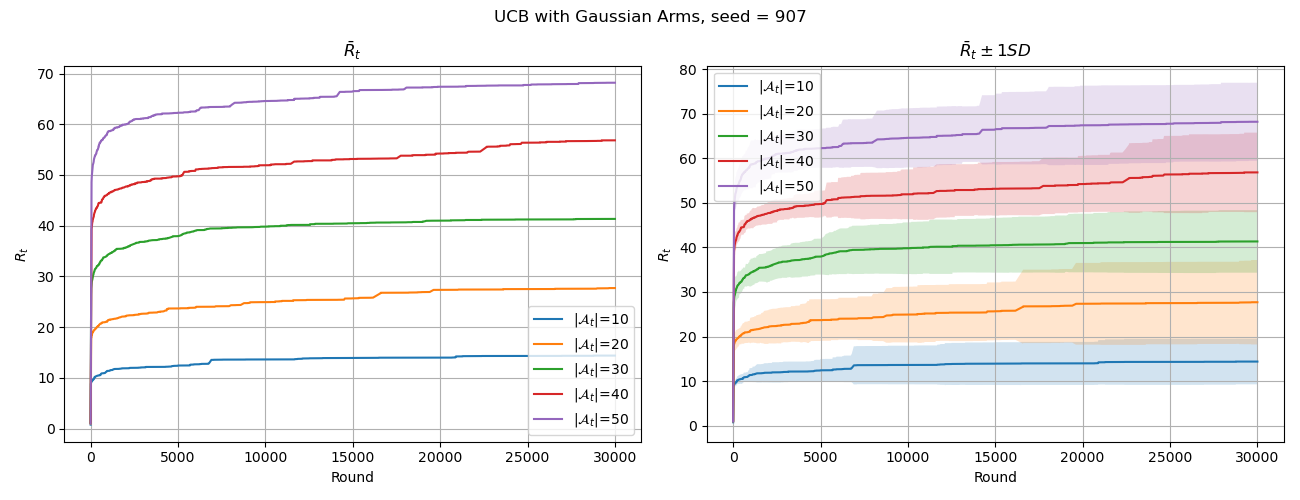 UCB with Gaussian Arms, seed = 907
R̄ₜ
70
60
50
40
30
20
10
0
Rₜ
0 5000 10000 15000 20000 25000 30000
Round
|𝒜ₜ|=10
|𝒜ₜ|=20
|𝒜ₜ|=30
|𝒜ₜ|=40
|𝒜ₜ|=50
R̄ₜ ± 1SD
80
70
60
50
40
30
20
10
0
Rₜ
|𝒜ₜ|=10
|𝒜ₜ|=20
|𝒜ₜ|=30
|𝒜ₜ|=40
|𝒜ₜ|=50
0 5000 10000 15000 20000 25000 30000
Round